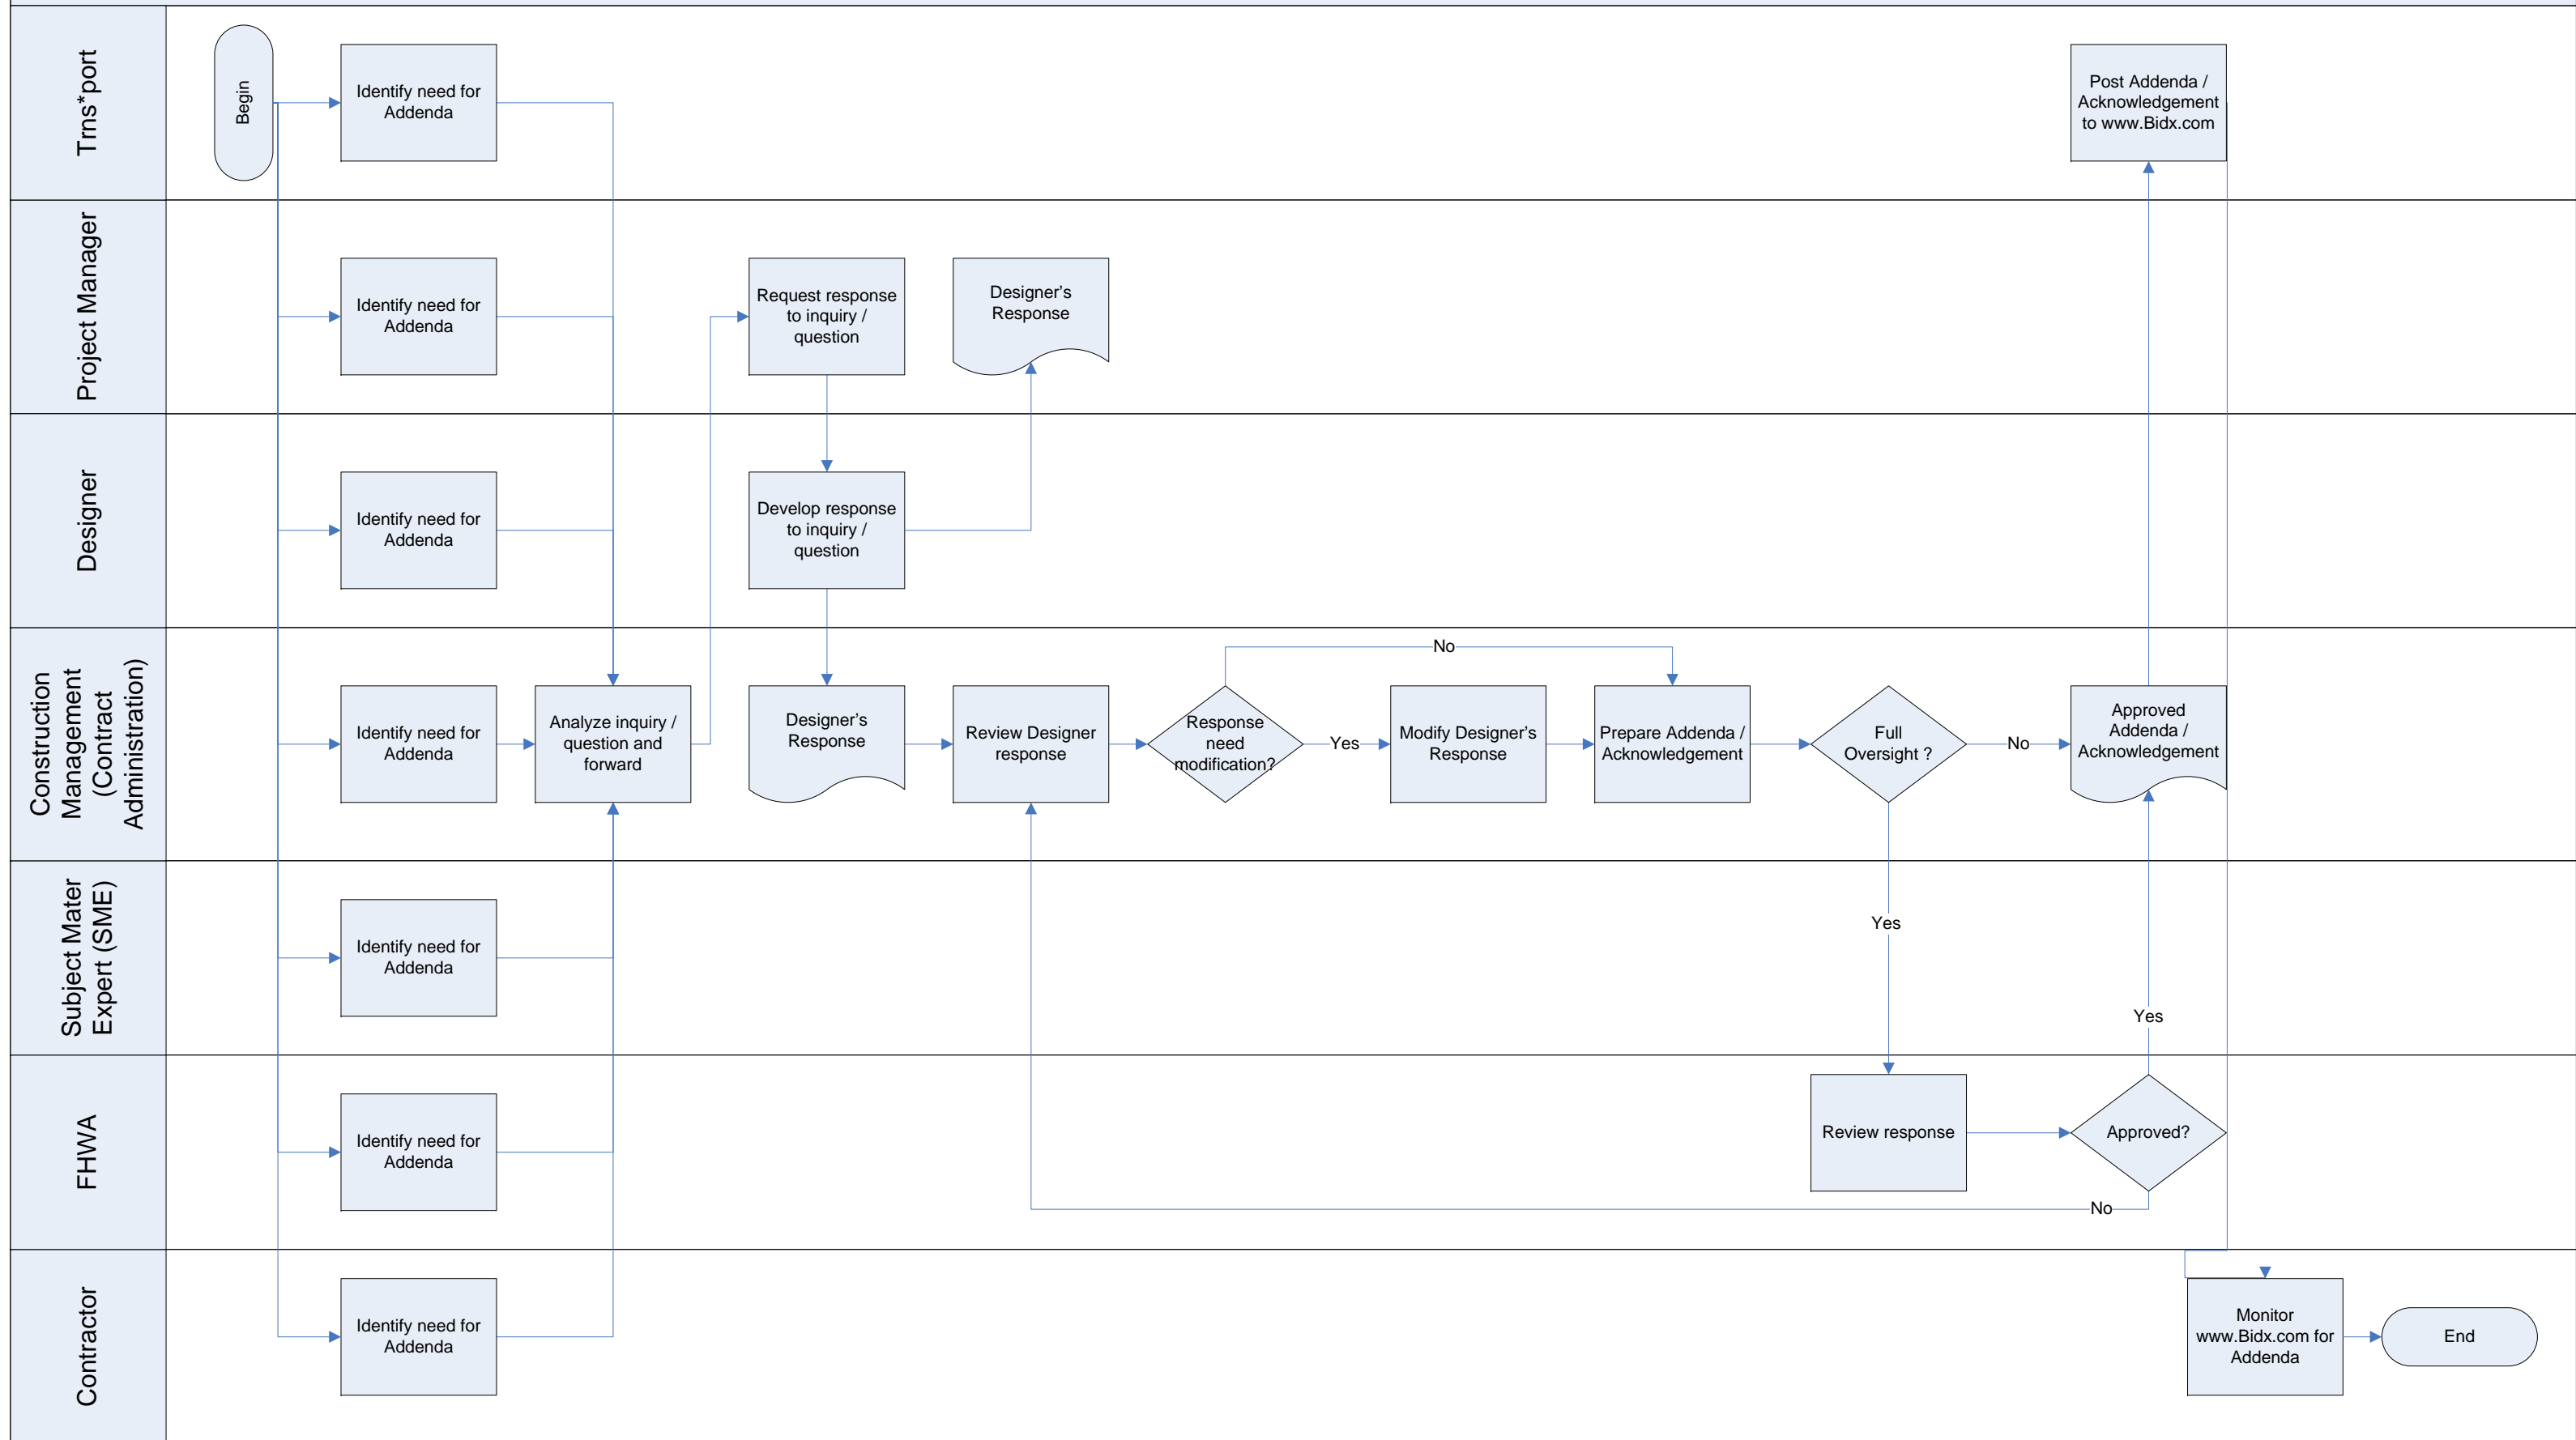 Trns*port
Begin
Identify need for
Addenda
Post Addenda /
Acknowledgement
to www.Bidx.com
Project Manager
Identify need for
Addenda
Request response
to inquiry /
question
Designer's
Response
Designer
Identify need for
Addenda
Develop response
to inquiry /
question
Construction
Management
(Contract
Administration)
Identify need for
Addenda
Analyze inquiry /
question and
forward
Designer's
Response
Review Designer
response
Response
need
modification?
No
Yes
Modify Designer's
Response
Prepare Addenda /
Acknowledgement
Full
Oversight ?
No
Approved
Addenda /
Acknowledgement
Yes
Subject Mater
Expert (SME)
Identify need for
Addenda
Yes
FHWA
Identify need for
Addenda
Review response
Approved?
No
Contractor
Identify need for
Addenda
Monitor
www.Bidx.com for
Addenda
End